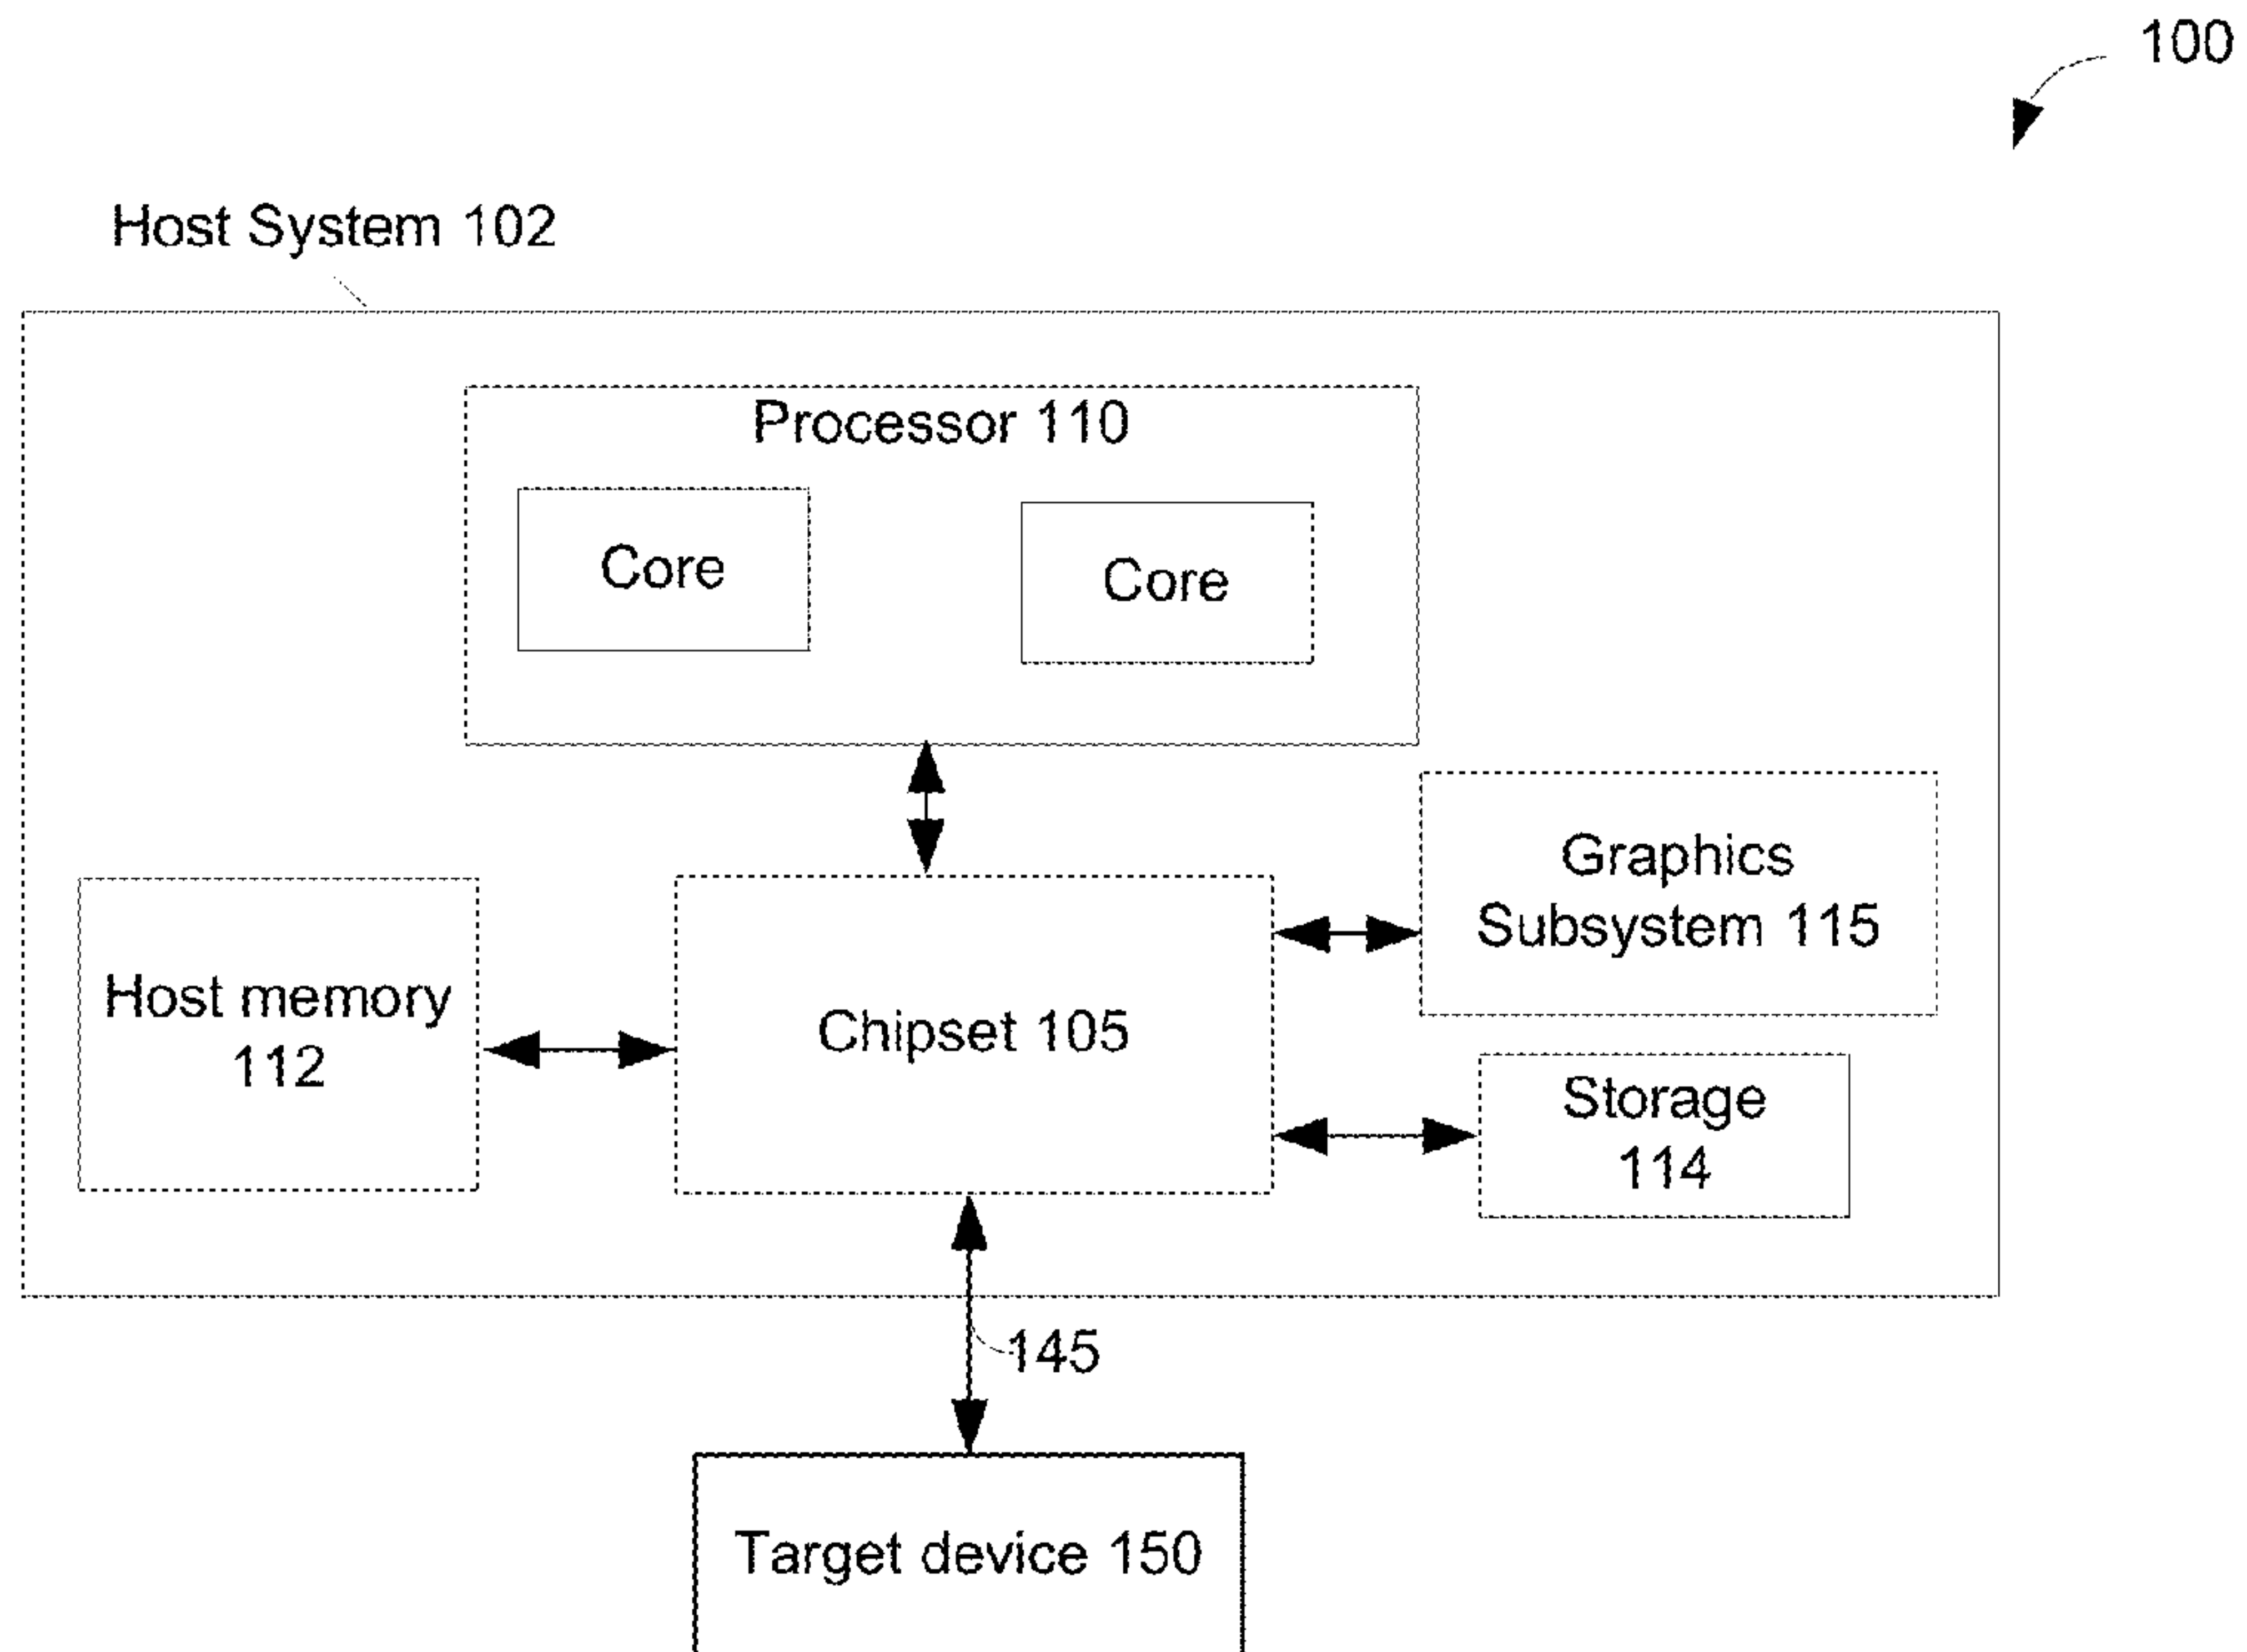 100
Host System 102
Processor 110
Core
Core
Graphics
Subsystem 115
Host memory
112
Chipset 105
Storage
114
145
Target device 150